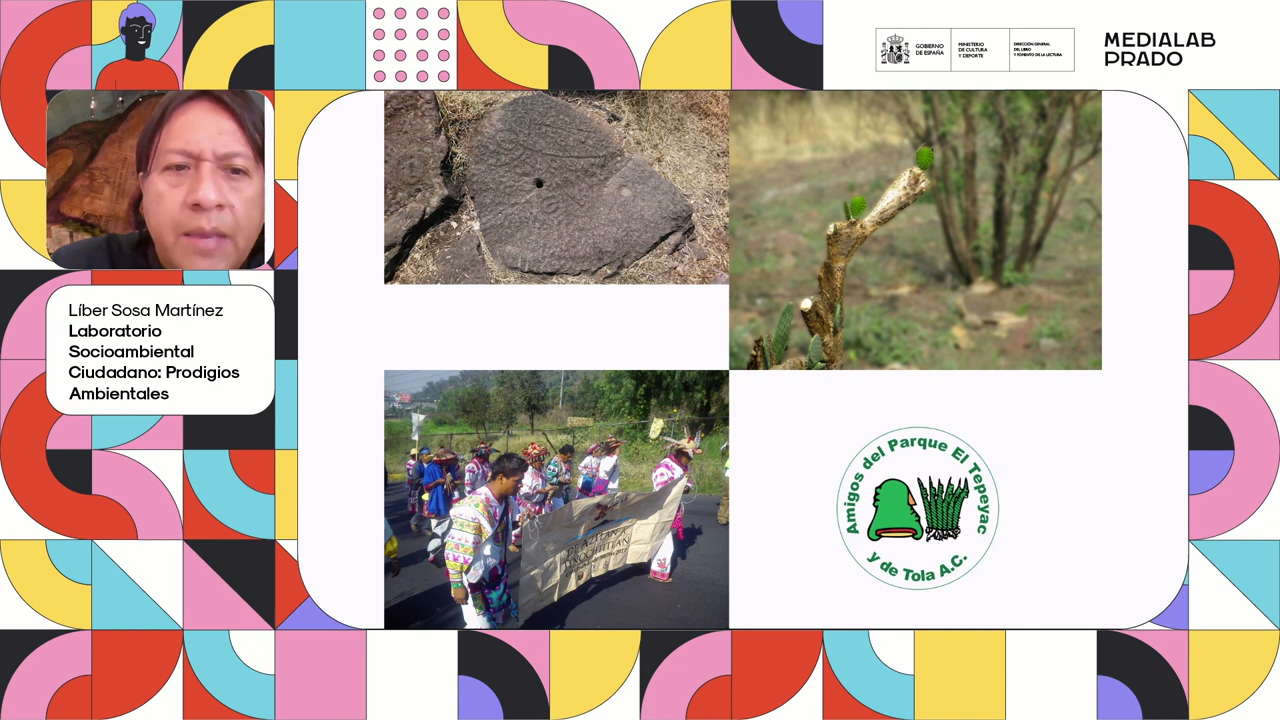 GOBIERNO
DE ESPAÑA
MINISTERIO
DE CULTURA
Y DEPORTE
DIRECCIÓN GENERAL
DEL LIBRO
Y FOMENTO DE LA LECTURA
MEDIALAB
PRADO
Líber Sosa Martínez
Laboratorio
Socioambiental
Ciudadano: Prodigios
Ambientales
Amigos del Parque El Tepeyac
y de Tola A.C.